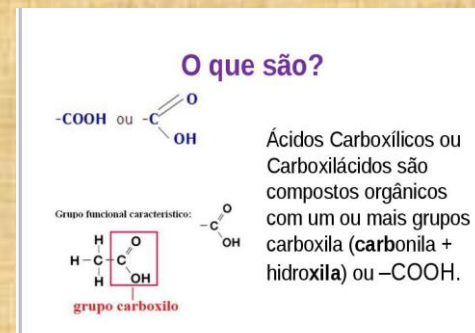 O que são?
-COOH ou -C
O
OH
Ácidos Carboxílicos ou
Carboxilácidos são
compostos orgânicos
com um ou mais grupos
carboxila (carbonila +
hidroxila) ou –COOH.
Grupo funcional característico:
-C
O
OH
H
O
H-C-C
H
OH
grupo carboxilo